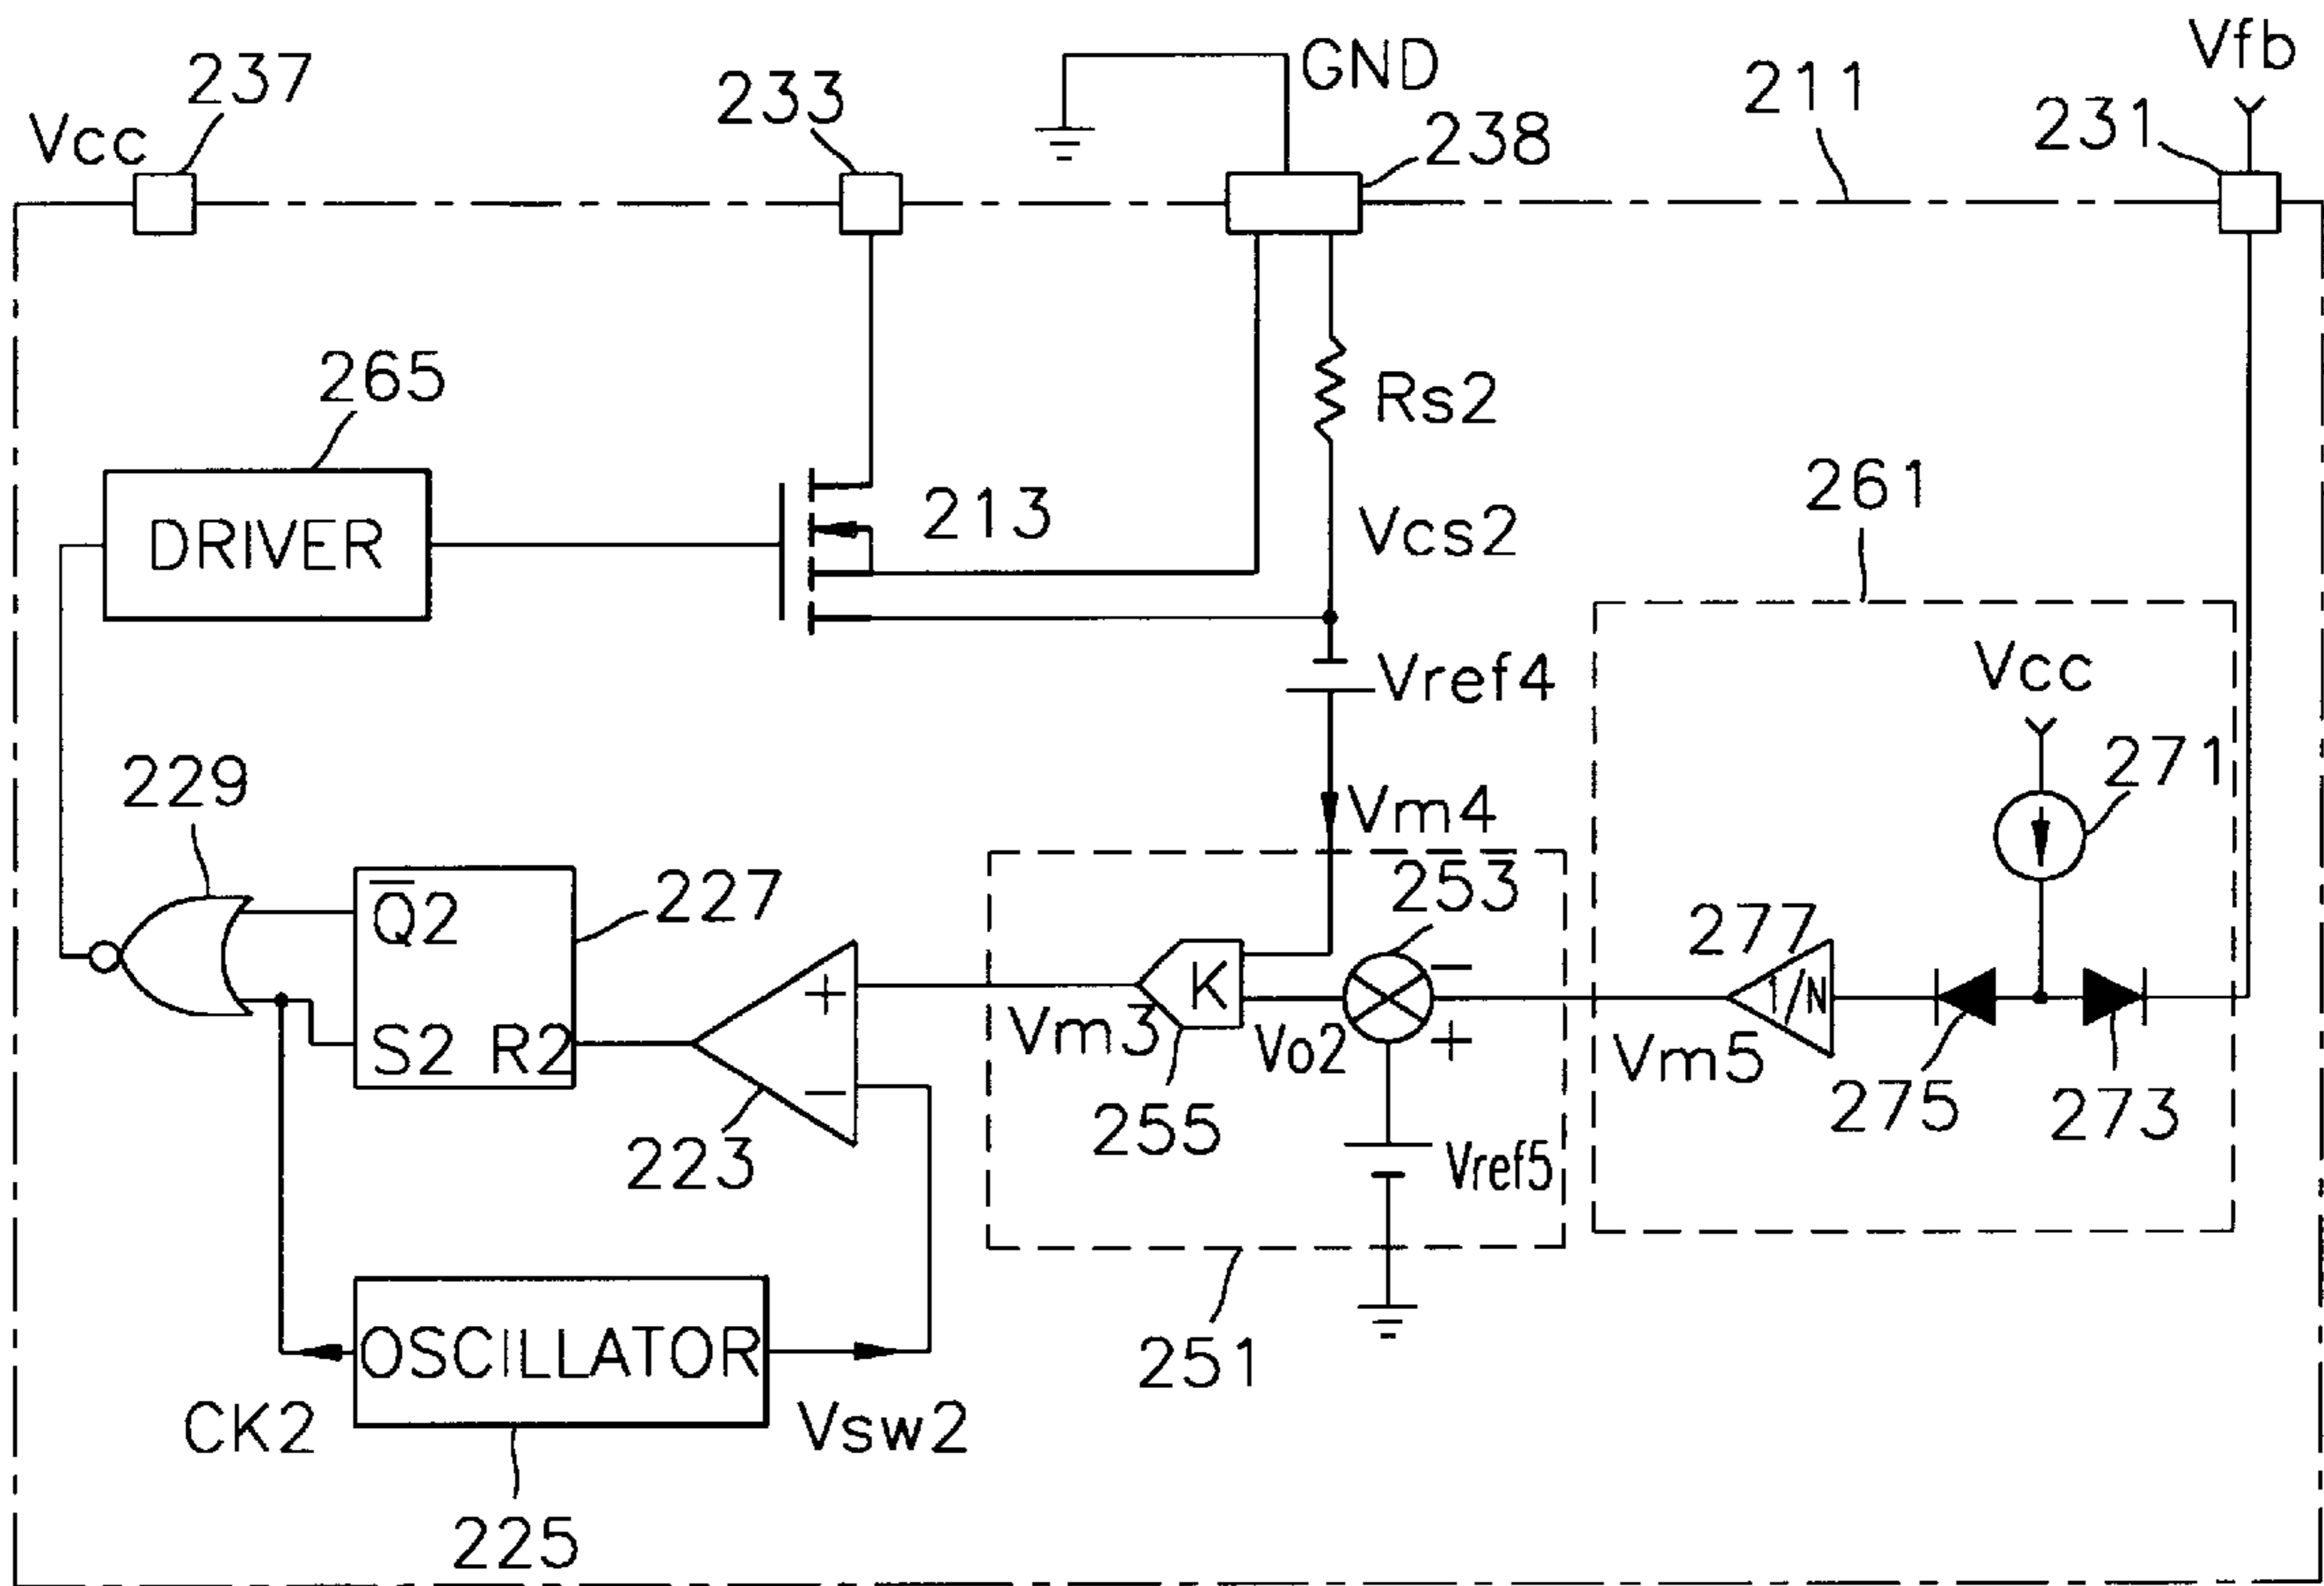 Vfb
237
233
GND
211
231
Vcc
238
265
Rs2
261
DRIVER
213
Vcs2
Vcc
Vref4
271
229
Vm4
253
227
Q̅2
277
K
1/N
+
−
Vm3
Vo2
+
Vm5
S2 R2
−
275
273
255
223
Vref5
OSCILLATOR
251
CK2
Vsw2
225